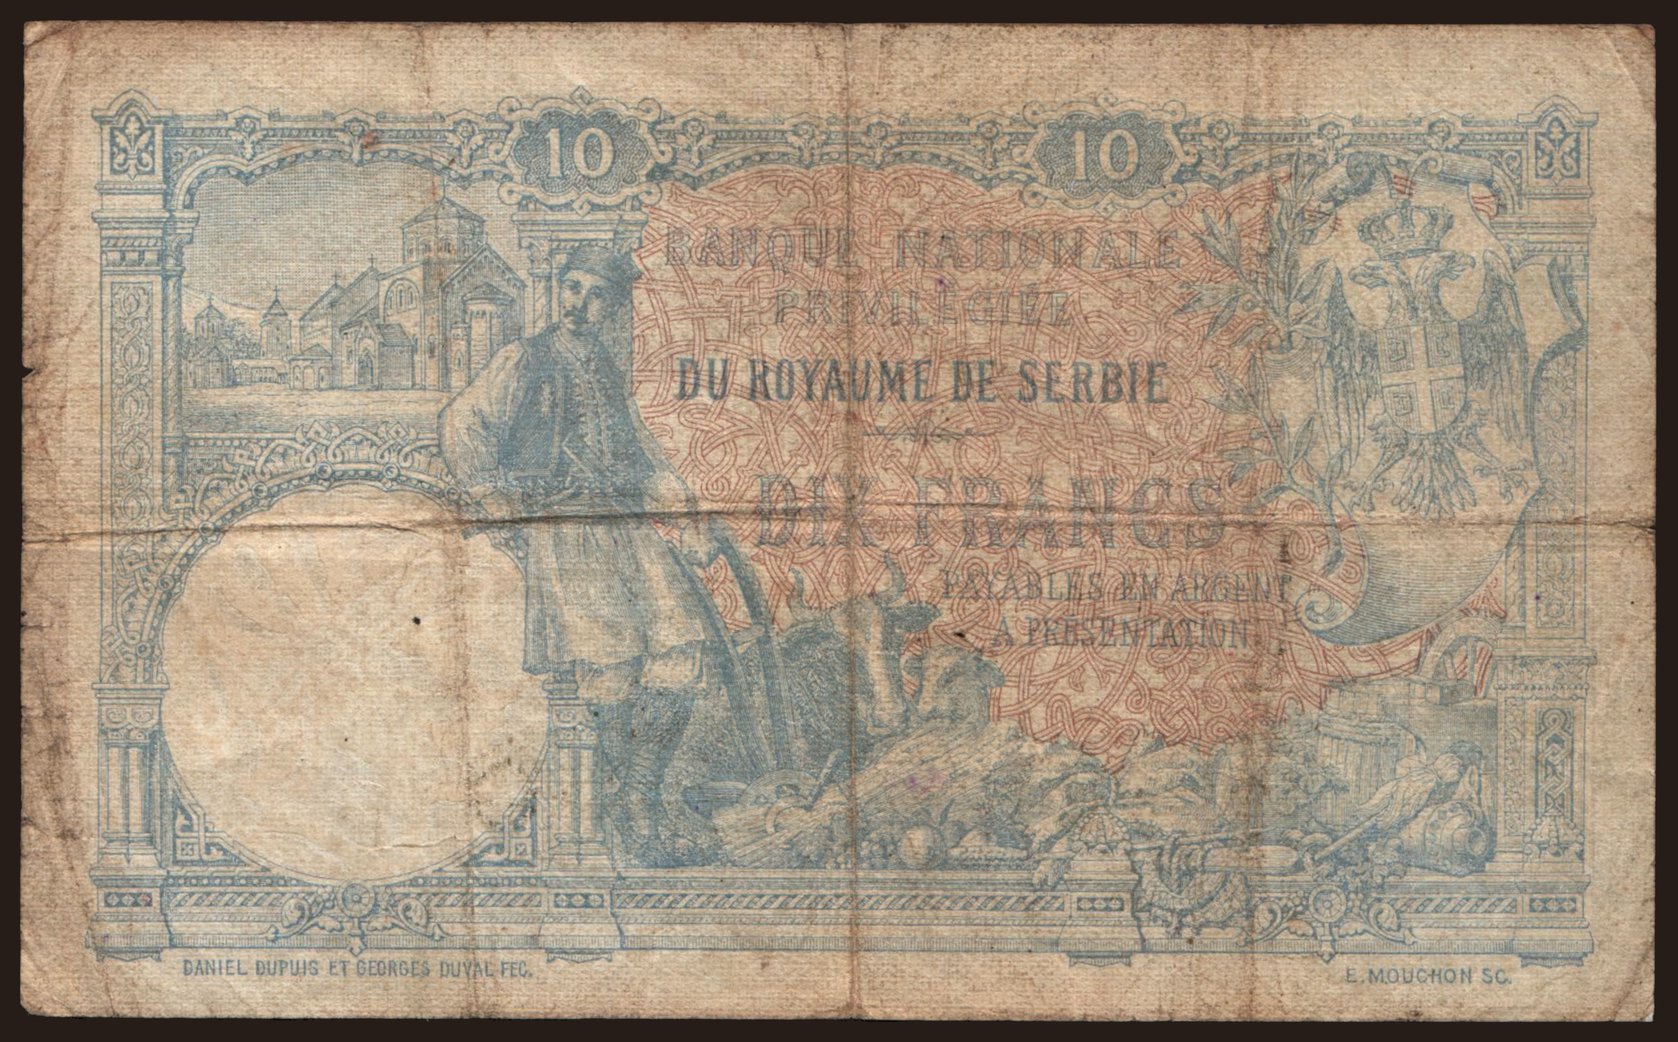 10 10
BANQUE NATIONALE
PRIVILÉGIÉE
DU ROYAUME DE SERBIE
DIX FRANCS
PAYABLES EN ARGENT
A PRÉSENTATION
DANIEL DUPUIS ET GEORGES DUVAL FEC.
E. MOUCHON SC.